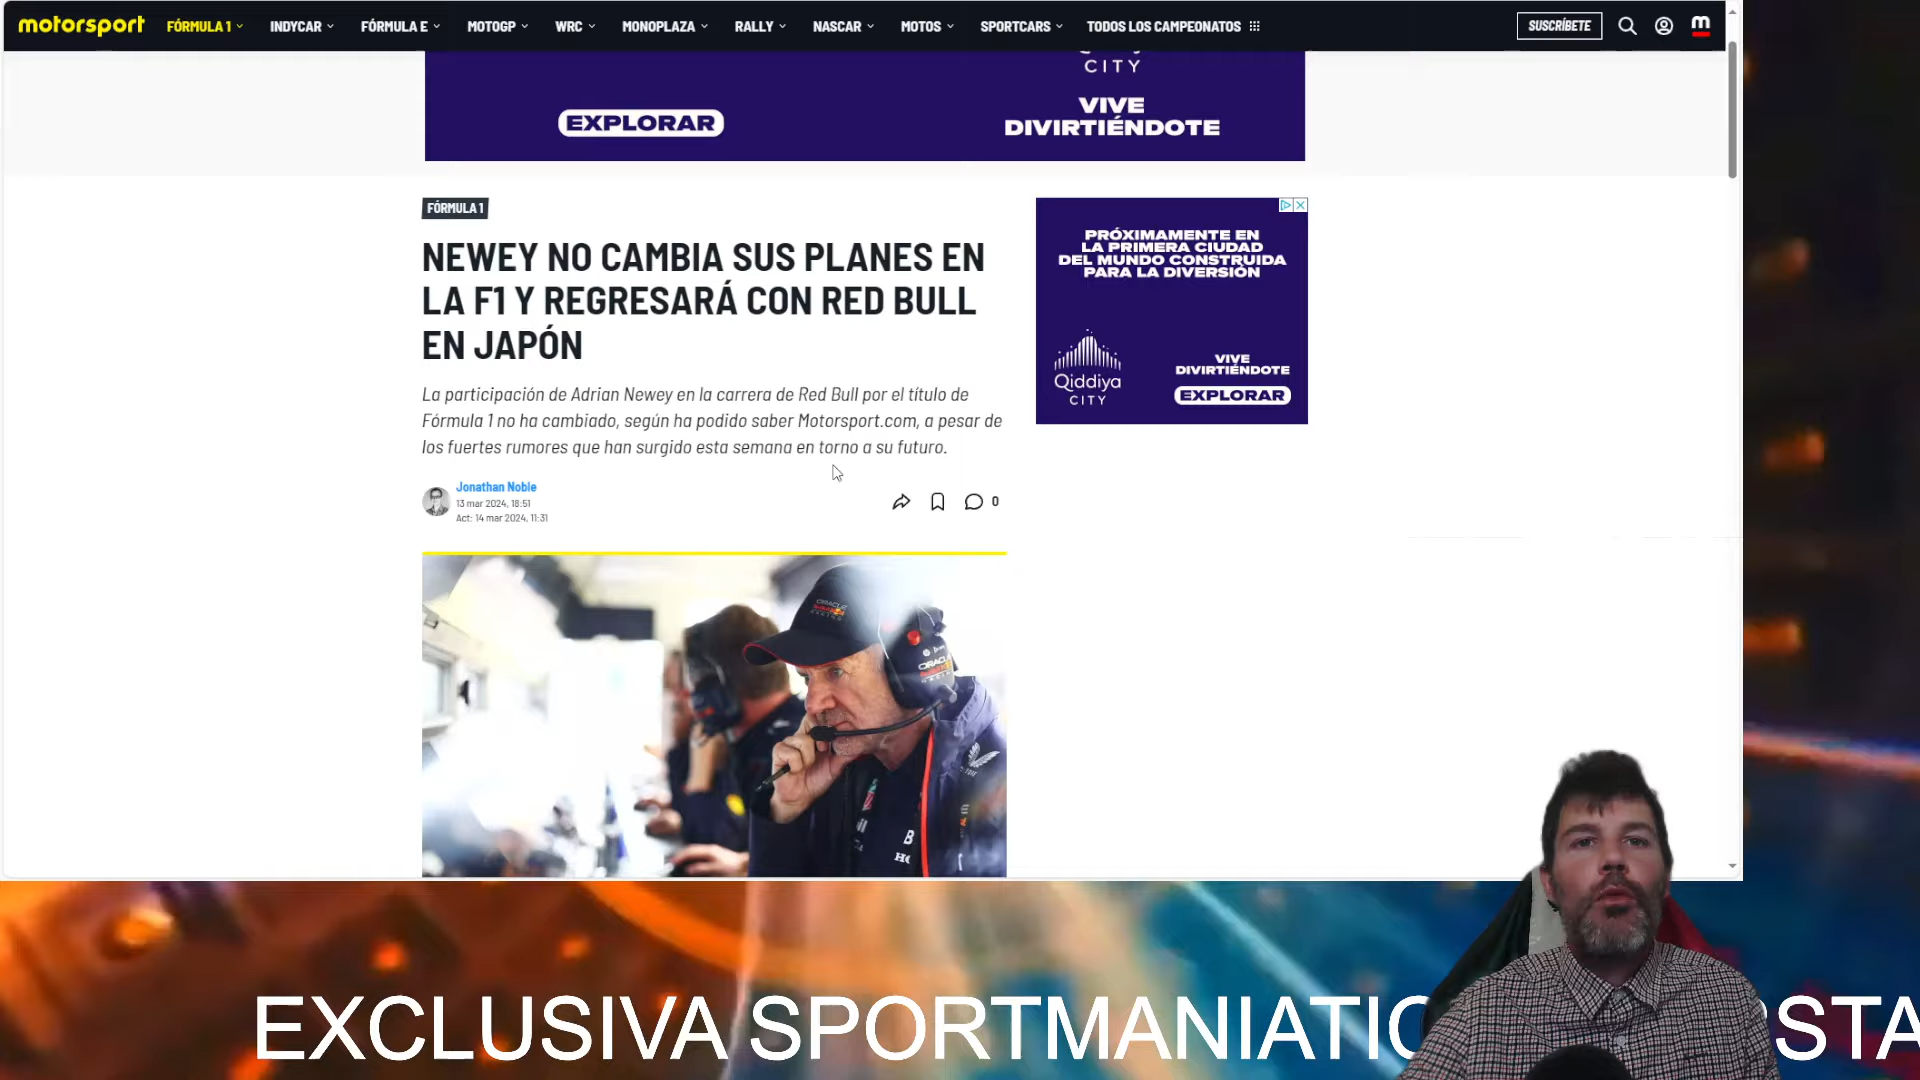 motorsport
FÓRMULA 1
INDYCAR
FÓRMULA E
MOTOGP
WRC
MONOPLAZA
RALLY
NASCAR
MOTOS
SPORTCARS
TODOS LOS CAMPEONATOS
SUSCRÍBETE
m
CITY
EXPLORAR
VIVE
DIVIRTIÉNDOTE
FÓRMULA 1
NEWEY NO CAMBIA SUS PLANES EN
LA F1 Y REGRESARÁ CON RED BULL
EN JAPÓN
La participación de Adrian Newey en la carrera de Red Bull por el título de
Fórmula 1 no ha cambiado, según ha podido saber Motorsport.com, a pesar de
los fuertes rumores que han surgido esta semana en torno a su futuro.
Jonathan Noble
13 mar 2024, 18:51
Act: 14 mar 2024, 11:31
0
PRÓXIMAMENTE EN
LA PRIMERA CIUDAD
DEL MUNDO CONSTRUIDA
PARA LA DIVERSIÓN
Qiddiya
CITY
VIVE
DIVIRTIÉNDOTE
EXPLORAR
ORACLE
EXCLUSIVA SPORTMANIATIC